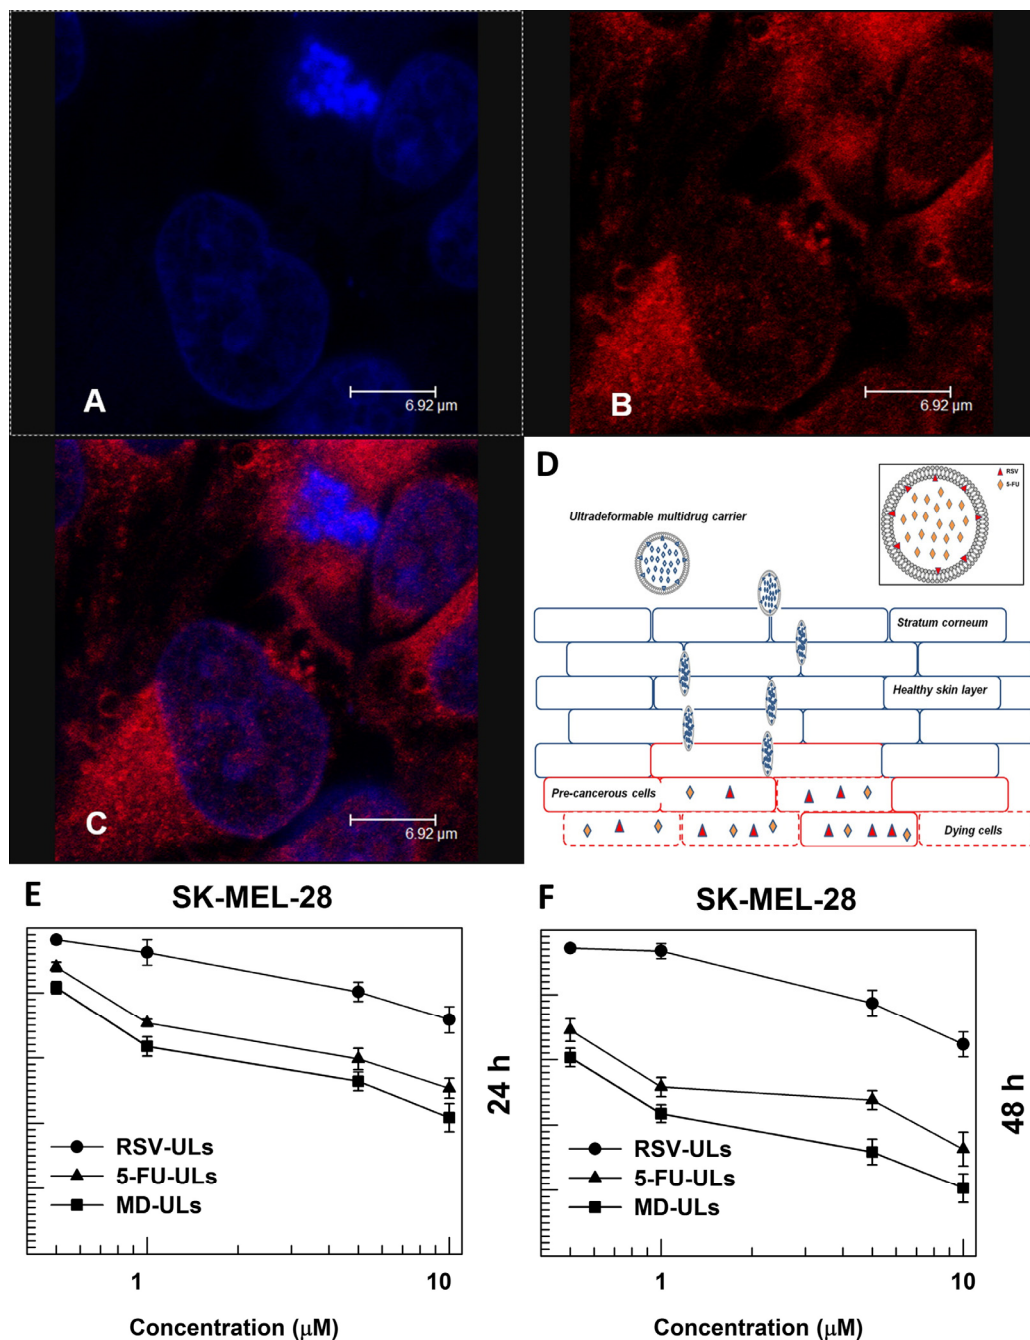 A
6.92 µm
B
6.92 µm
C
6.92 µm
D
RSV
5-FU
Ultradeformable multidrug carrier
Stratum corneum
Healthy skin layer
Pre-cancerous cells
Dying cells
E
SK-MEL-28
RSV-ULs
5-FU-ULs
MD-ULs
24 h
1
10
Concentration (µM)
F
SK-MEL-28
RSV-ULs
5-FU-ULs
MD-ULs
48 h
1
10
Concentration (µM)